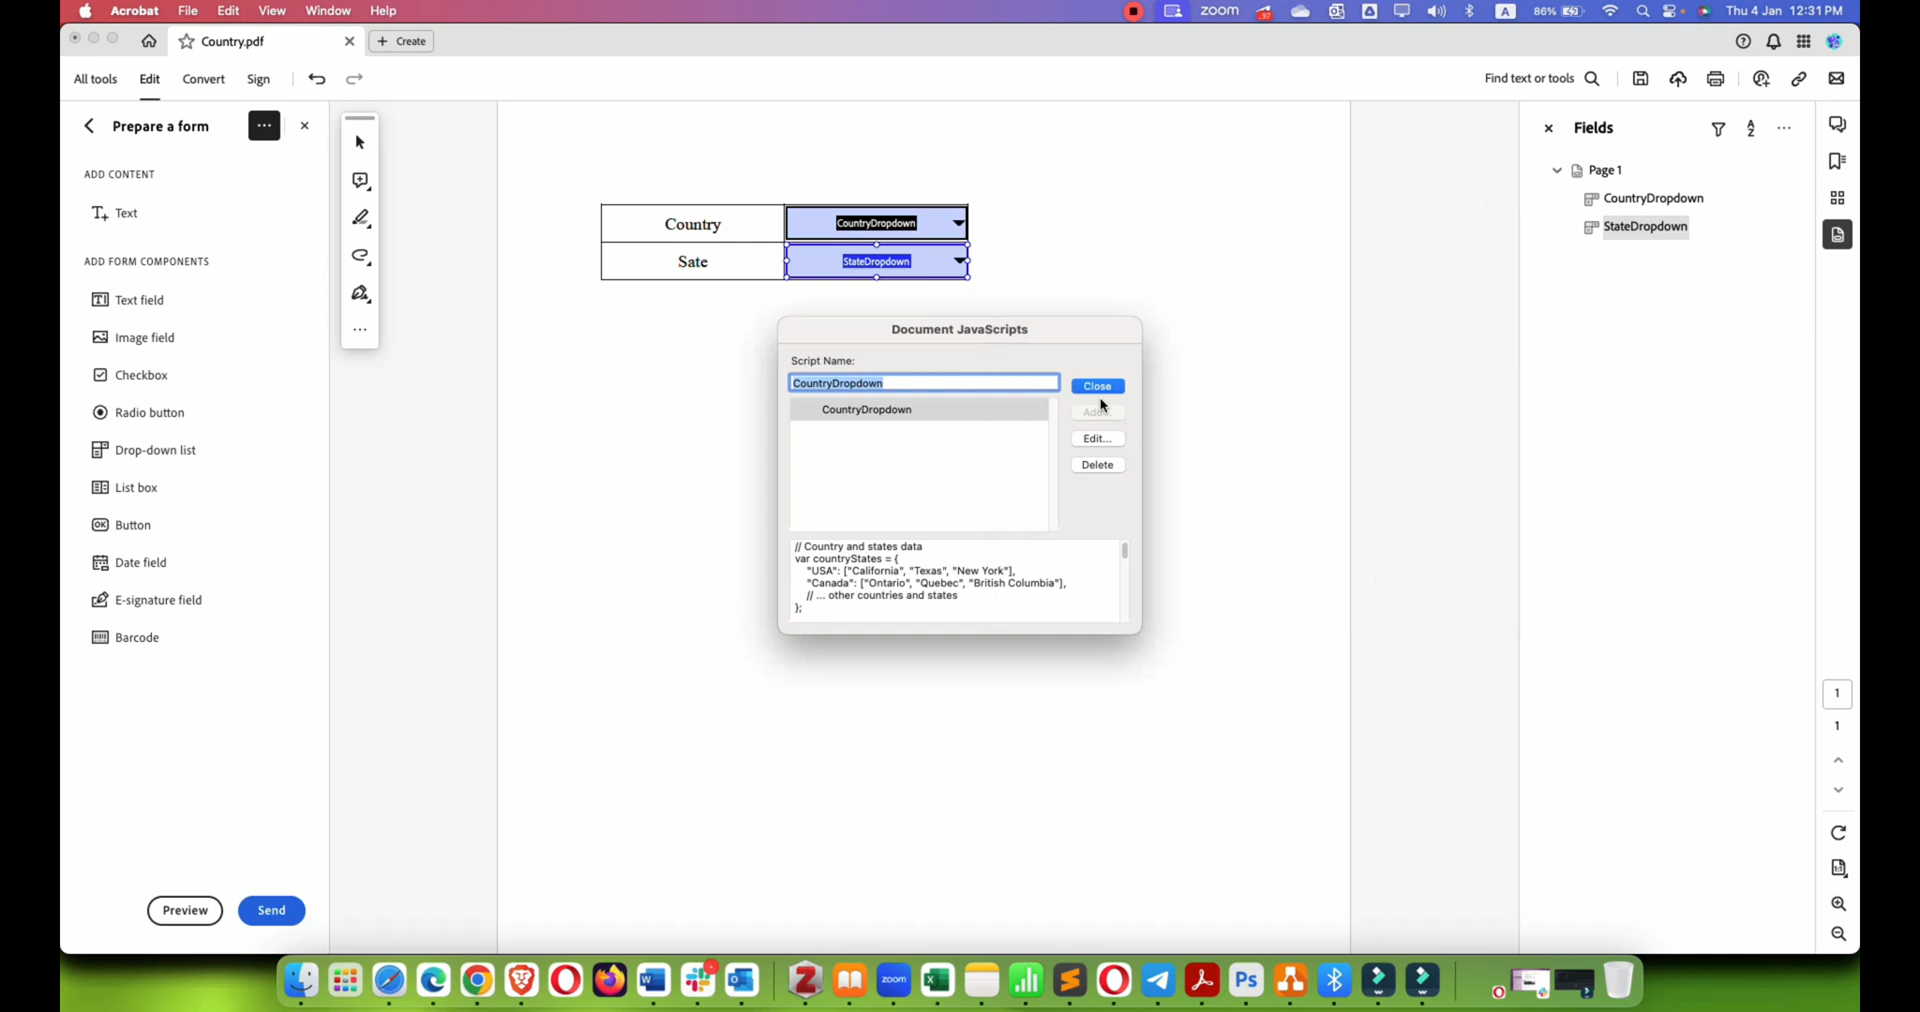 Acrobat File Edit View Window Help zoom 97 A 86% Thu 4 Jan 12:31 PM
Country.pdf Create
All tools Edit Convert Sign Find text or tools
Prepare a form
Fields
ADD CONTENT
Text
ADD FORM COMPONENTS
Text field
Image field
Checkbox
Radio button
Drop-down list
List box
Button
Date field
E-signature field
Barcode
Preview Send
Country CountryDropdown
Sate StateDropdown
Document JavaScripts
Script Name:
CountryDropdown
Close
CountryDropdown
Add...
Edit...
Delete
// Country and states data
var countryStates = {
"USA": ["California", "Texas", "New York"],
"Canada": ["Ontario", "Quebec", "British Columbia"],
// ... other countries and states
};
Page 1
CountryDropdown
StateDropdown
1
1
zoom Ps